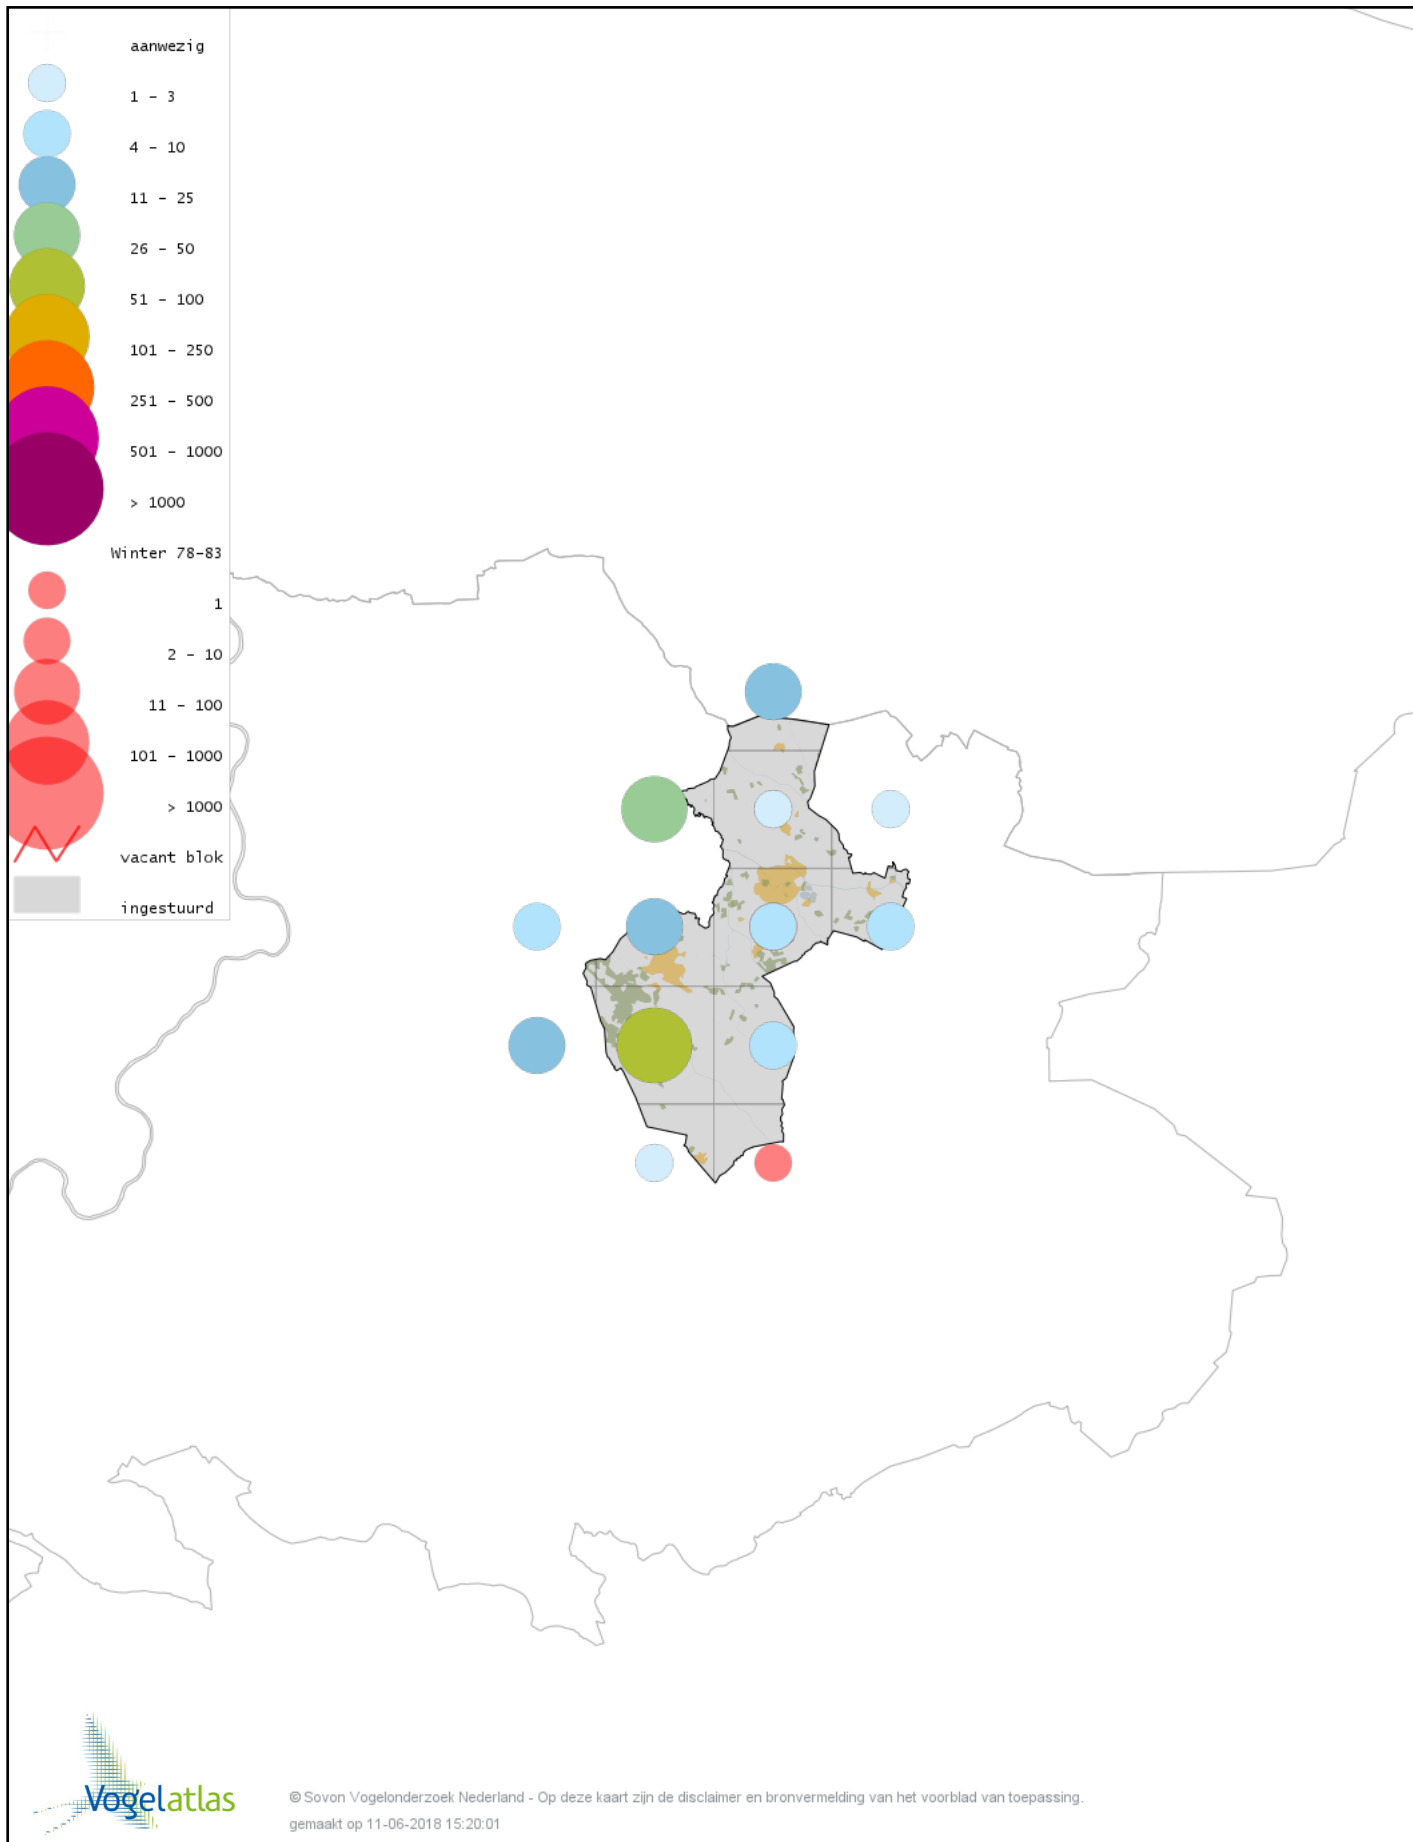 aanwezig
1 - 3
4 - 10
11 - 25
26 - 50
51 - 100
101 - 250
251 - 500
501 - 1000
> 1000
Winter 78-83
1
2 - 10
11 - 100
101 - 1000
> 1000
vacant blok
ingestuurd
Vogelatlas
© Sovon Vogelonderzoek Nederland - Op deze kaart zijn de disclaimer en bronvermelding van het voorblad van toepassing.
gemaakt op 11-06-2018 15:20:01